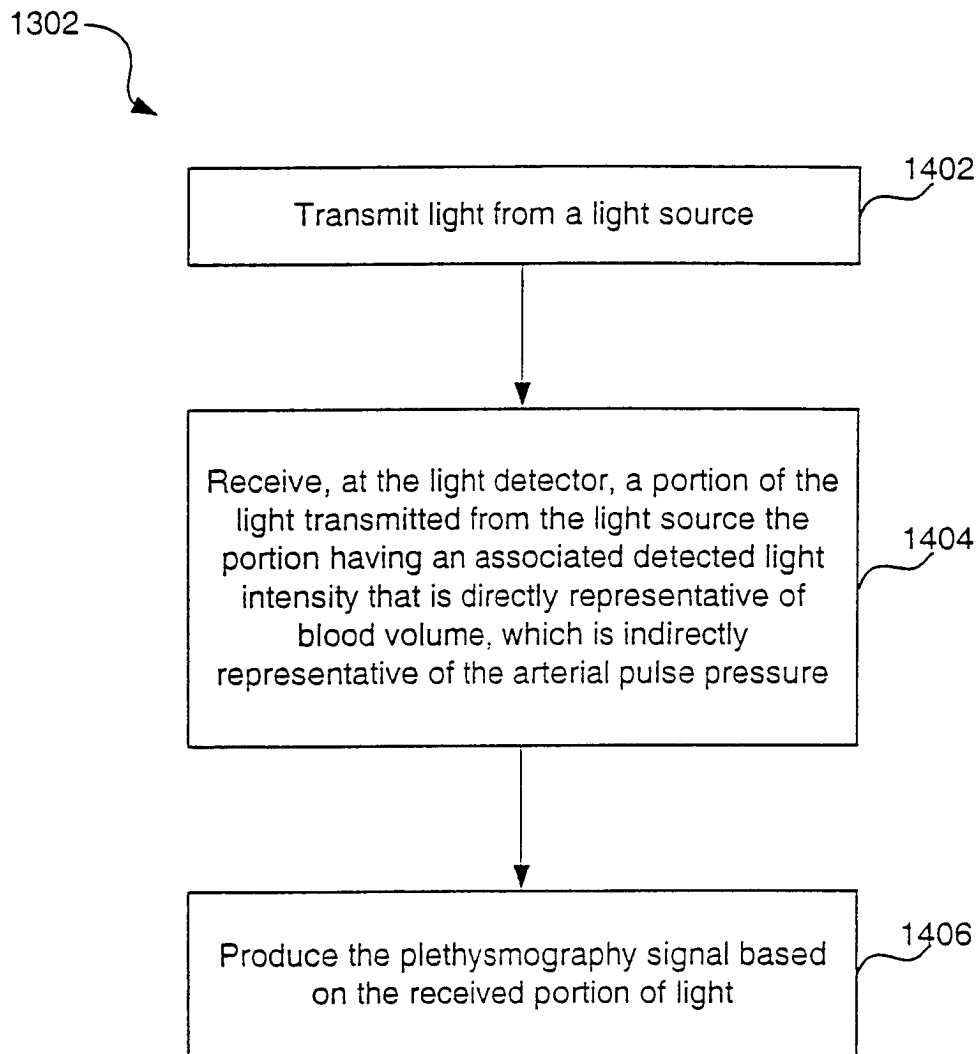 1302
1402
Transmit light from a light source
Receive, at the light detector, a portion of the
light transmitted from the light source the
portion having an associated detected light
intensity that is directly representative of
blood volume, which is indirectly
representative of the arterial pulse pressure
1404
Produce the plethysmography signal based
on the received portion of light
1406